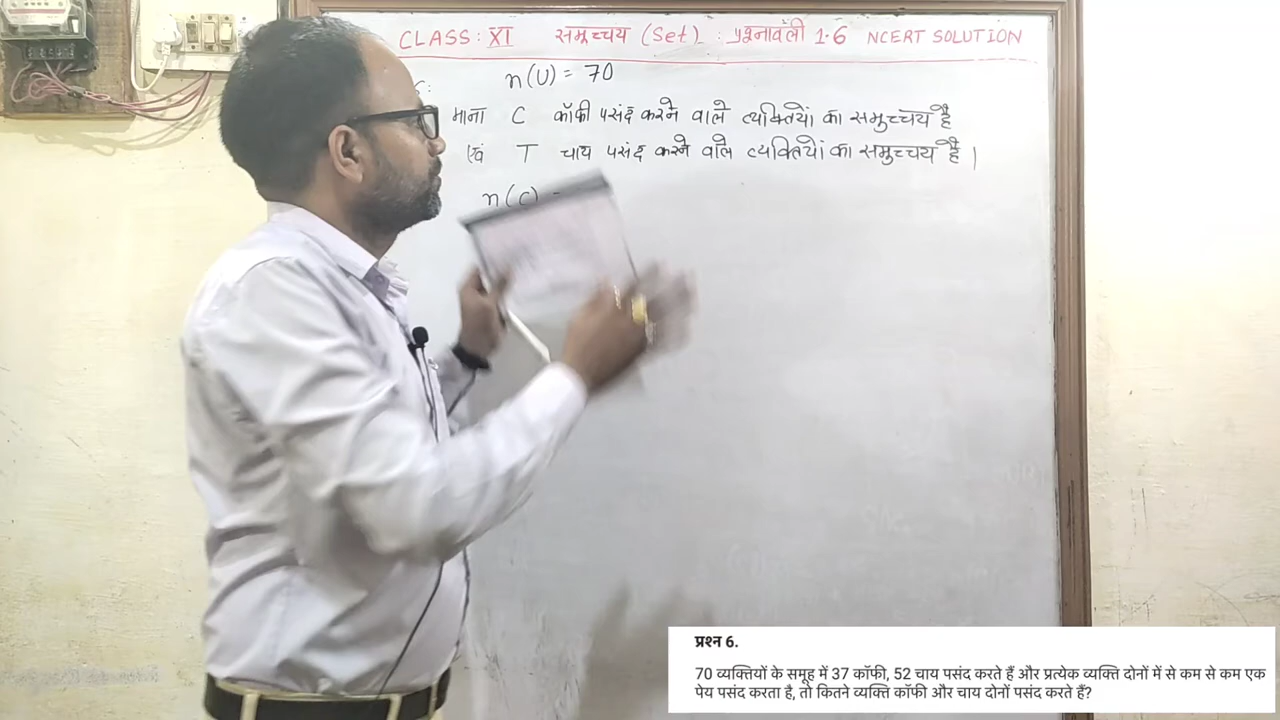 CLASS: XI समुच्चय (Set) : प्रश्नावली 1.6 NCERT SOLUTION
n(U) = 70
माना C कॉफी पसंद करने वाले व्यक्तियों का समुच्चय है
एवं T चाय पसंद करने वाले व्यक्तियों का समुच्चय है |
n(C) =
प्रश्न 6.
70 व्यक्तियों के समूह में 37 कॉफी, 52 चाय पसंद करते हैं और प्रत्येक व्यक्ति दोनों में से कम से कम एक
पेय पसंद करता है, तो कितने व्यक्ति कॉफी और चाय दोनों पसंद करते हैं?